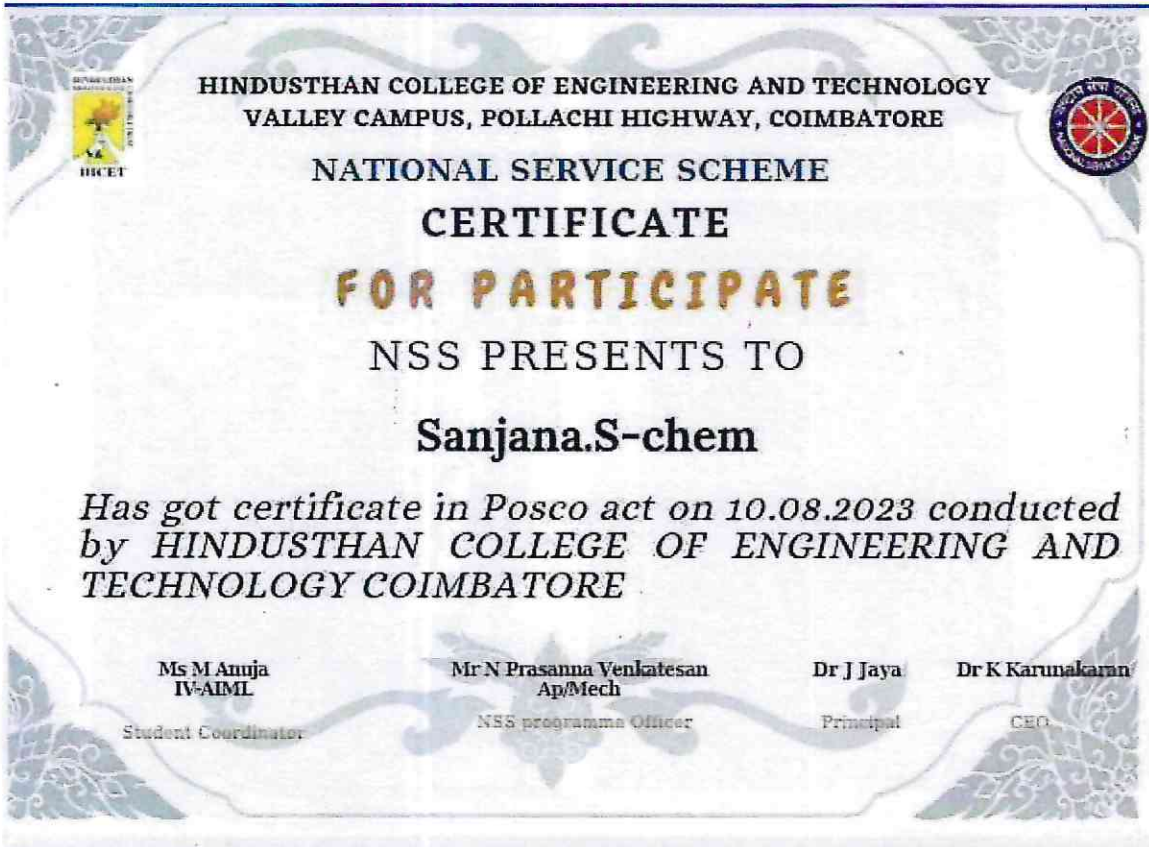 HINDUSTHAN COLLEGE OF ENGINEERING AND TECHNOLOGY
VALLEY CAMPUS, POLLACHI HIGHWAY, COIMBATORE
HICET
NATIONAL SERVICE SCHEME
NATIONAL SERVICE SCHEME
CERTIFICATE
FOR PARTICIPATE
NSS PRESENTS TO
Sanjana.S-chem
Has got certificate in Posco act on 10.08.2023 conducted
by HINDUSTHAN COLLEGE OF ENGINEERING AND
TECHNOLOGY COIMBATORE
Ms M Anuja
IV-AIML
Student Coordinator
Mr N Prasanna Venkatesan
Ap/Mech
NSS programme Officer
Dr J Jaya
Principal
Dr K Karunakaran
CEO